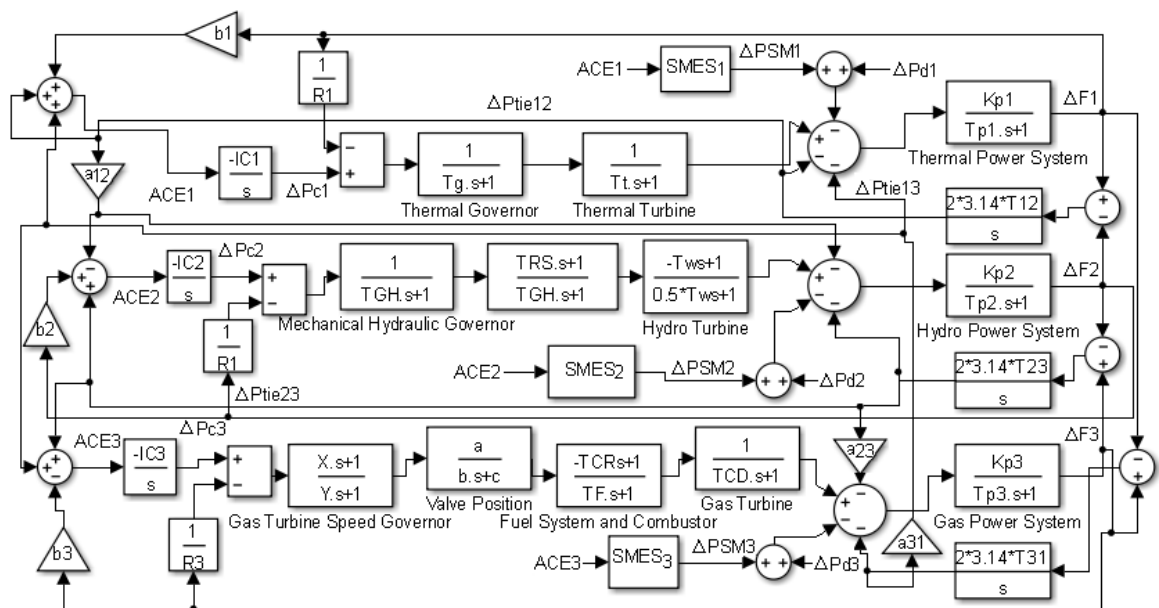 b1
1
R1
ACE1
SMES1
ΔPSM1
+ +
ΔPd1
Kp1
Tp1.s+1
ΔF1
Thermal Power System
ΔPtie12
a12
ACE1
-IC1
s
ΔPc1
−
+
1
Tg.s+1
Thermal Governor
1
Tt.s+1
Thermal Turbine
ΔPtie13
2*3.14*T12
s
ΔPc2
-IC2
s
ACE2
b2
1
TGH.s+1
Mechanical Hydraulic Governor
TRS.s+1
TGH.s+1
-Tws+1
0.5*Tws+1
Hydro Turbine
Kp2
Tp2.s+1
ΔF2
Hydro Power System
1
R1
ΔPtie23
ACE2
SMES2
ΔPSM2
+ +
ΔPd2
2*3.14*T23
s
ΔF3
ACE3
ΔPc3
-IC3
s
X.s+1
Y.s+1
Gas Turbine Speed Governor
a
b.s+c
Valve Position
-TCRs+1
TF.s+1
Fuel System and Combustor
1
TCD.s+1
Gas Turbine
a23
Kp3
Tp3.s+1
Gas Power System
b3
1
R3
ACE3
SMES3
ΔPSM3
+ +
ΔPd3
a31
2*3.14*T31
s